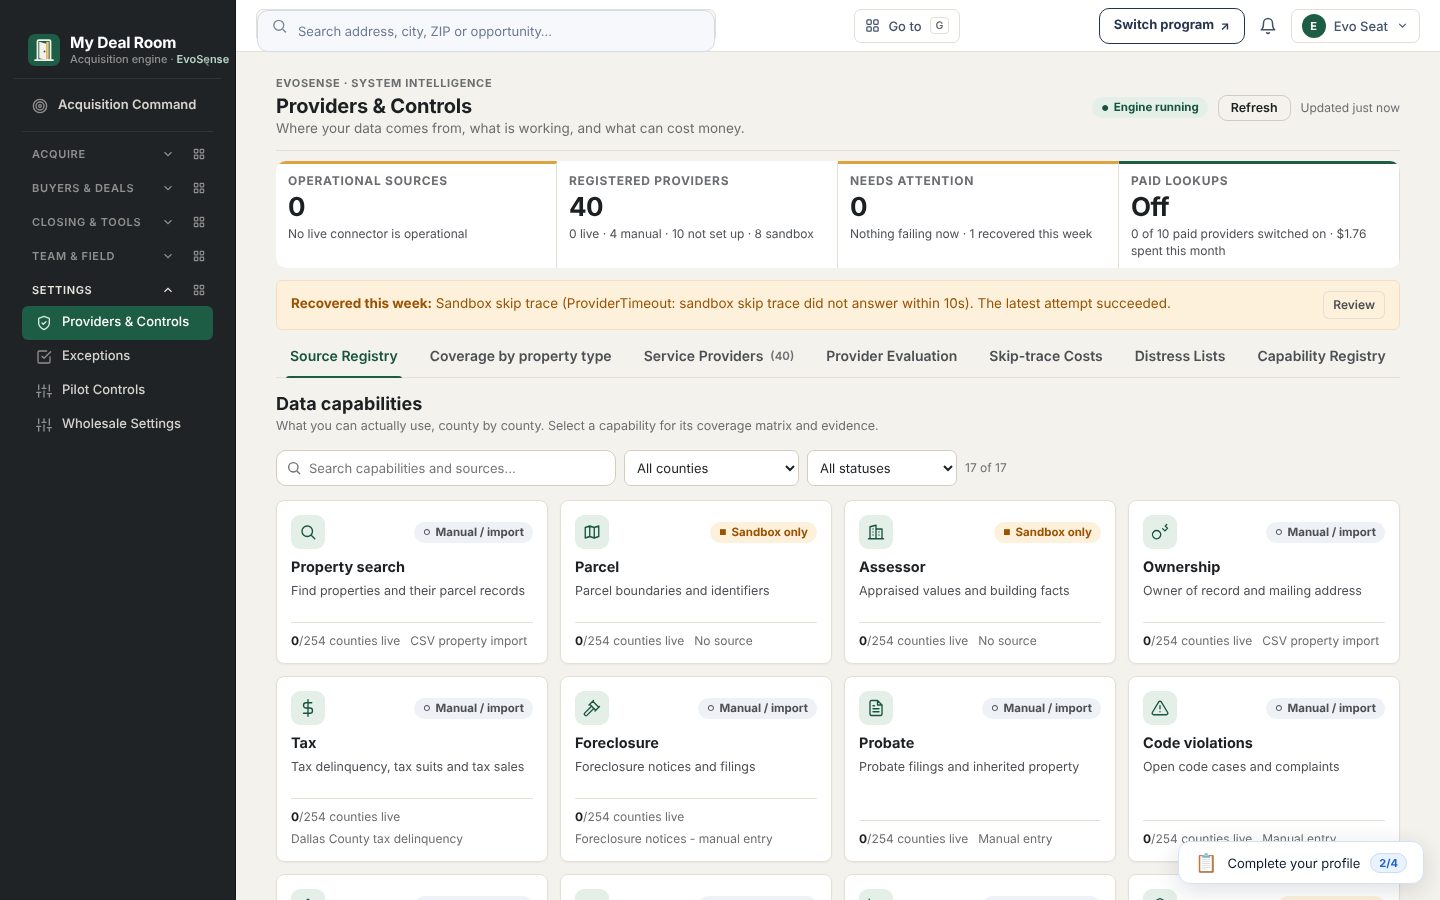 My Deal Room
Acquisition engine · EvoSense
Acquisition Command
ACQUIRE
BUYERS & DEALS
CLOSING & TOOLS
TEAM & FIELD
SETTINGS
Providers & Controls
Exceptions
Pilot Controls
Wholesale Settings
Search address, city, ZIP or opportunity...
Go to G
Switch program ↗
E Evo Seat
EVOSENSE · SYSTEM INTELLIGENCE
Providers & Controls
Where your data comes from, what is working, and what can cost money.
Engine running
Refresh
Updated just now
OPERATIONAL SOURCES
0
No live connector is operational
REGISTERED PROVIDERS
40
0 live · 4 manual · 10 not set up · 8 sandbox
NEEDS ATTENTION
0
Nothing failing now · 1 recovered this week
PAID LOOKUPS
Off
0 of 10 paid providers switched on · $1.76
spent this month
Recovered this week: Sandbox skip trace (ProviderTimeout: sandbox skip trace did not answer within 10s). The latest attempt succeeded.
Review
Source Registry
Coverage by property type
Service Providers (40)
Provider Evaluation
Skip-trace Costs
Distress Lists
Capability Registry
Data capabilities
What you can actually use, county by county. Select a capability for its coverage matrix and evidence.
Search capabilities and sources...
All counties
All statuses
17 of 17
Manual / import
Property search
Find properties and their parcel records
0/254 counties live CSV property import
Sandbox only
Parcel
Parcel boundaries and identifiers
0/254 counties live No source
Sandbox only
Assessor
Appraised values and building facts
0/254 counties live No source
Manual / import
Ownership
Owner of record and mailing address
0/254 counties live CSV property import
Manual / import
Tax
Tax delinquency, tax suits and tax sales
0/254 counties live
Dallas County tax delinquency
Manual / import
Foreclosure
Foreclosure notices and filings
0/254 counties live
Foreclosure notices - manual entry
Manual / import
Probate
Probate filings and inherited property
0/254 counties live Manual entry
Manual / import
Code violations
Open code cases and complaints
0/254 counties live Manual entry
Complete your profile 2/4